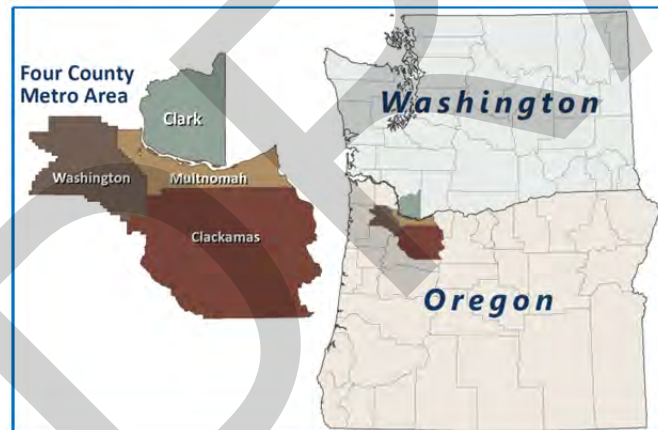 Four County
Metro Area
Clark
Washington
Multnomah
Clackamas
Washington
Oregon